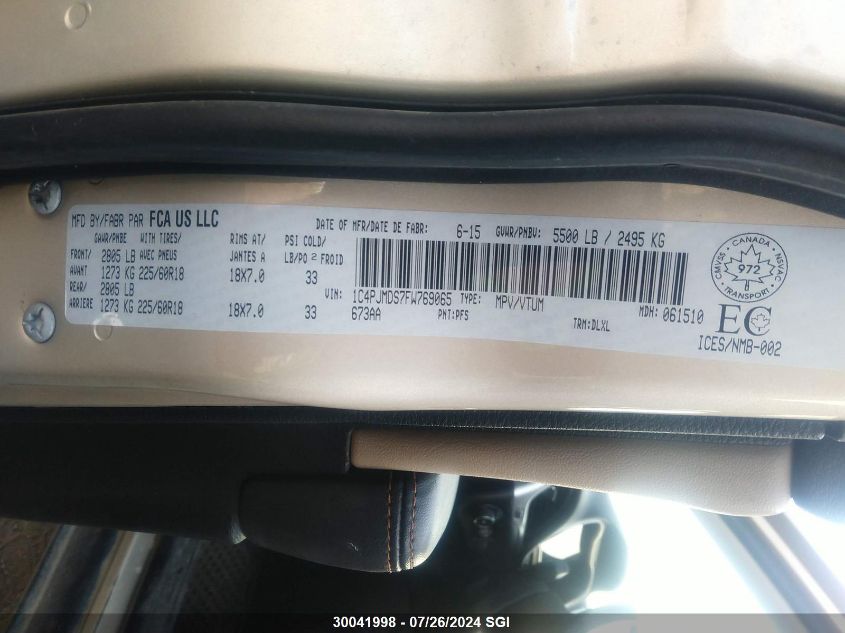 MFD BY/FABR PAR FCA US LLC
DATE OF MFR/DATE DE FABR: 6-15 GVWR/PNBV: 5500 LB / 2495 KG
GAWR/PNBE WITH TIRES/ RIMS AT/ PSI COLD/
FRONT/ 2805 LB AVEC PNEUS JANTES A LB/PO 2 FROID
AVANT 1273 KG 225/60R18 18X7.0 33
REAR/ 2805 LB
ARRIERE 1273 KG 225/60R18 18X7.0 33
VIN: 1C4PJMDS7FW769065 TYPE: MPV/VTUM MDH: 061510
673AA PNT:PFS TRM:DLXL
CMVSS CANADA NSVAC
972
TRANSPORT
EC
ICES/NMB-002
30041998 - 07/26/2024 SGI